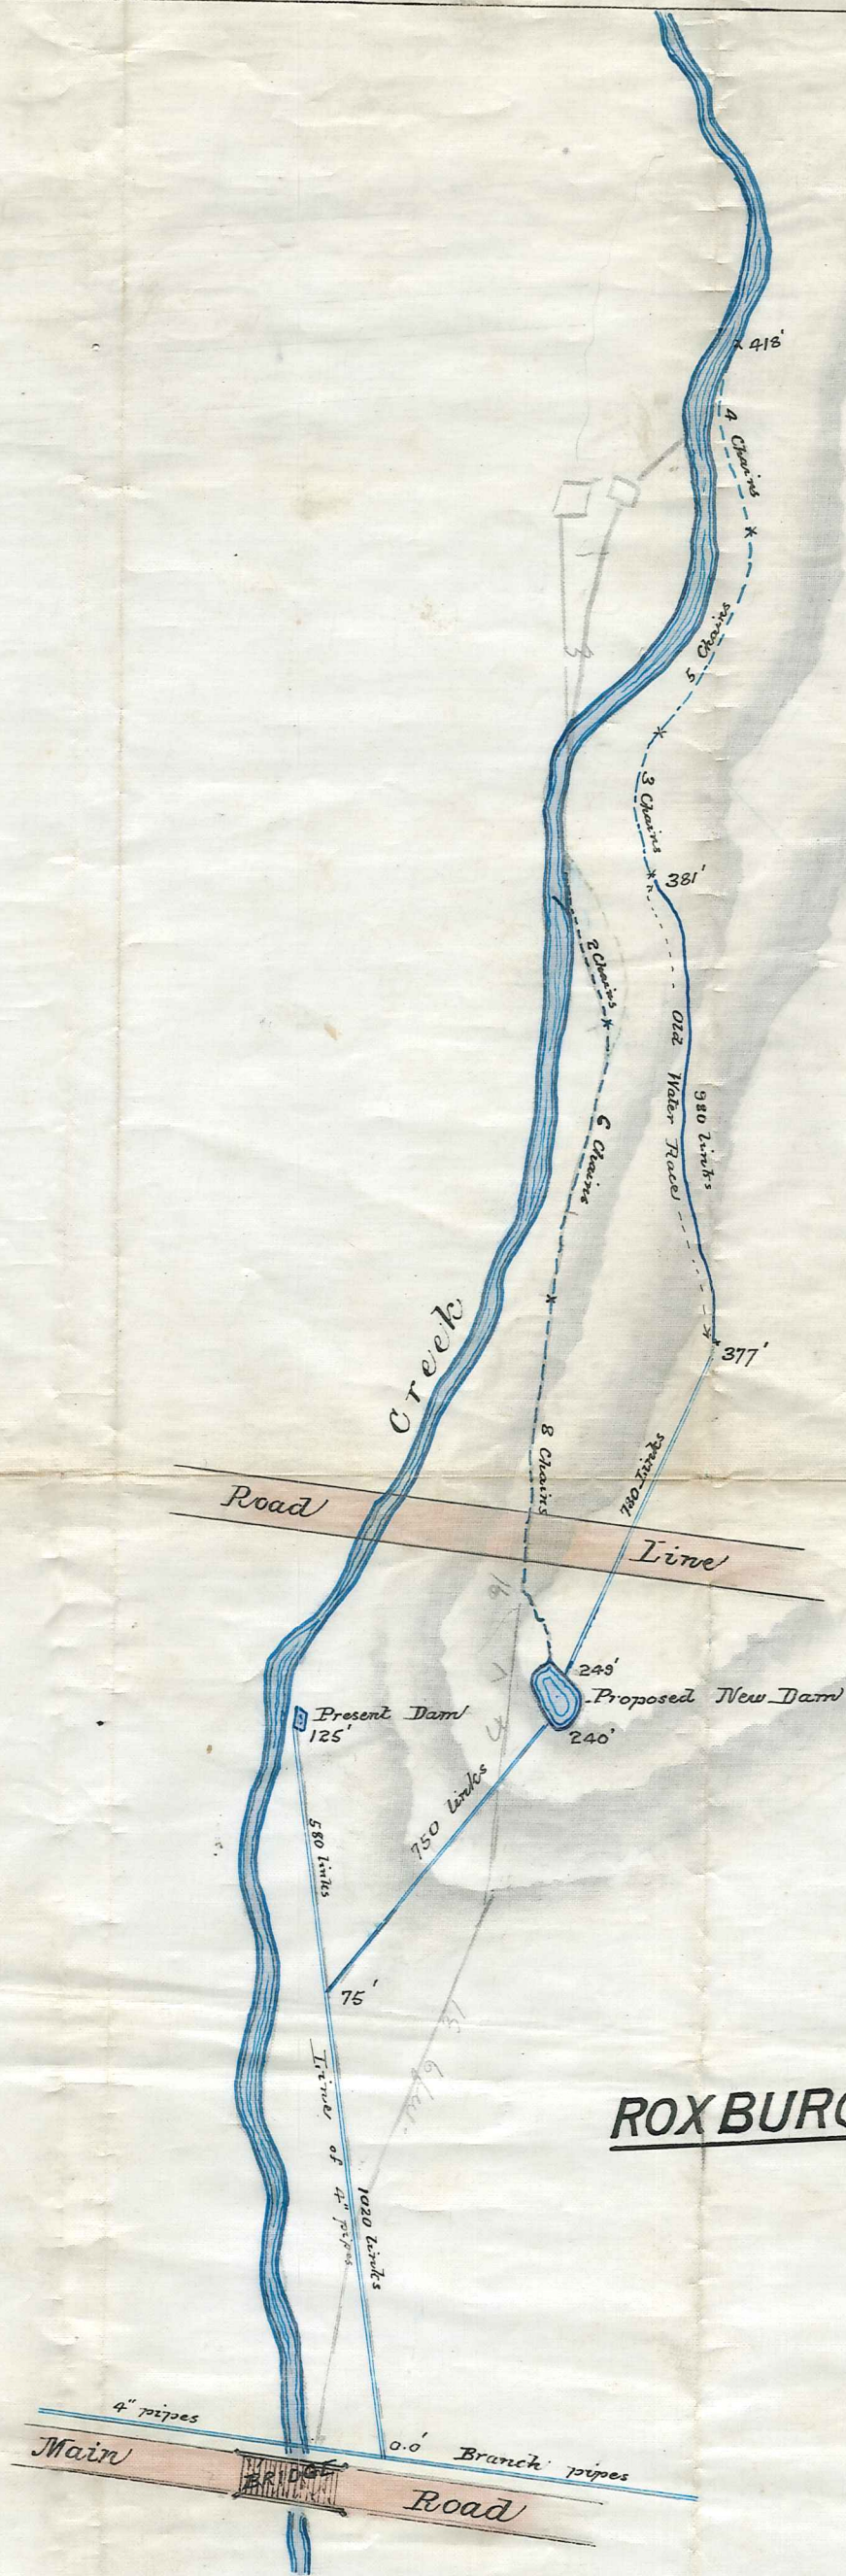 418'
4 Chains
5 Chains
3 Chains
381'
2 Chains
Old Water Race
980 links
6 Chains
Creek
377'
8 Chains
780 Links
Road Line
249'
Proposed New Dam
240'
Present Dam
125'
750 links
580 links
75'
Line of 4" pipes
1020 links
ROXBURG
4" pipes
0.0'
Branch pipes
Main Road
BRIDGE